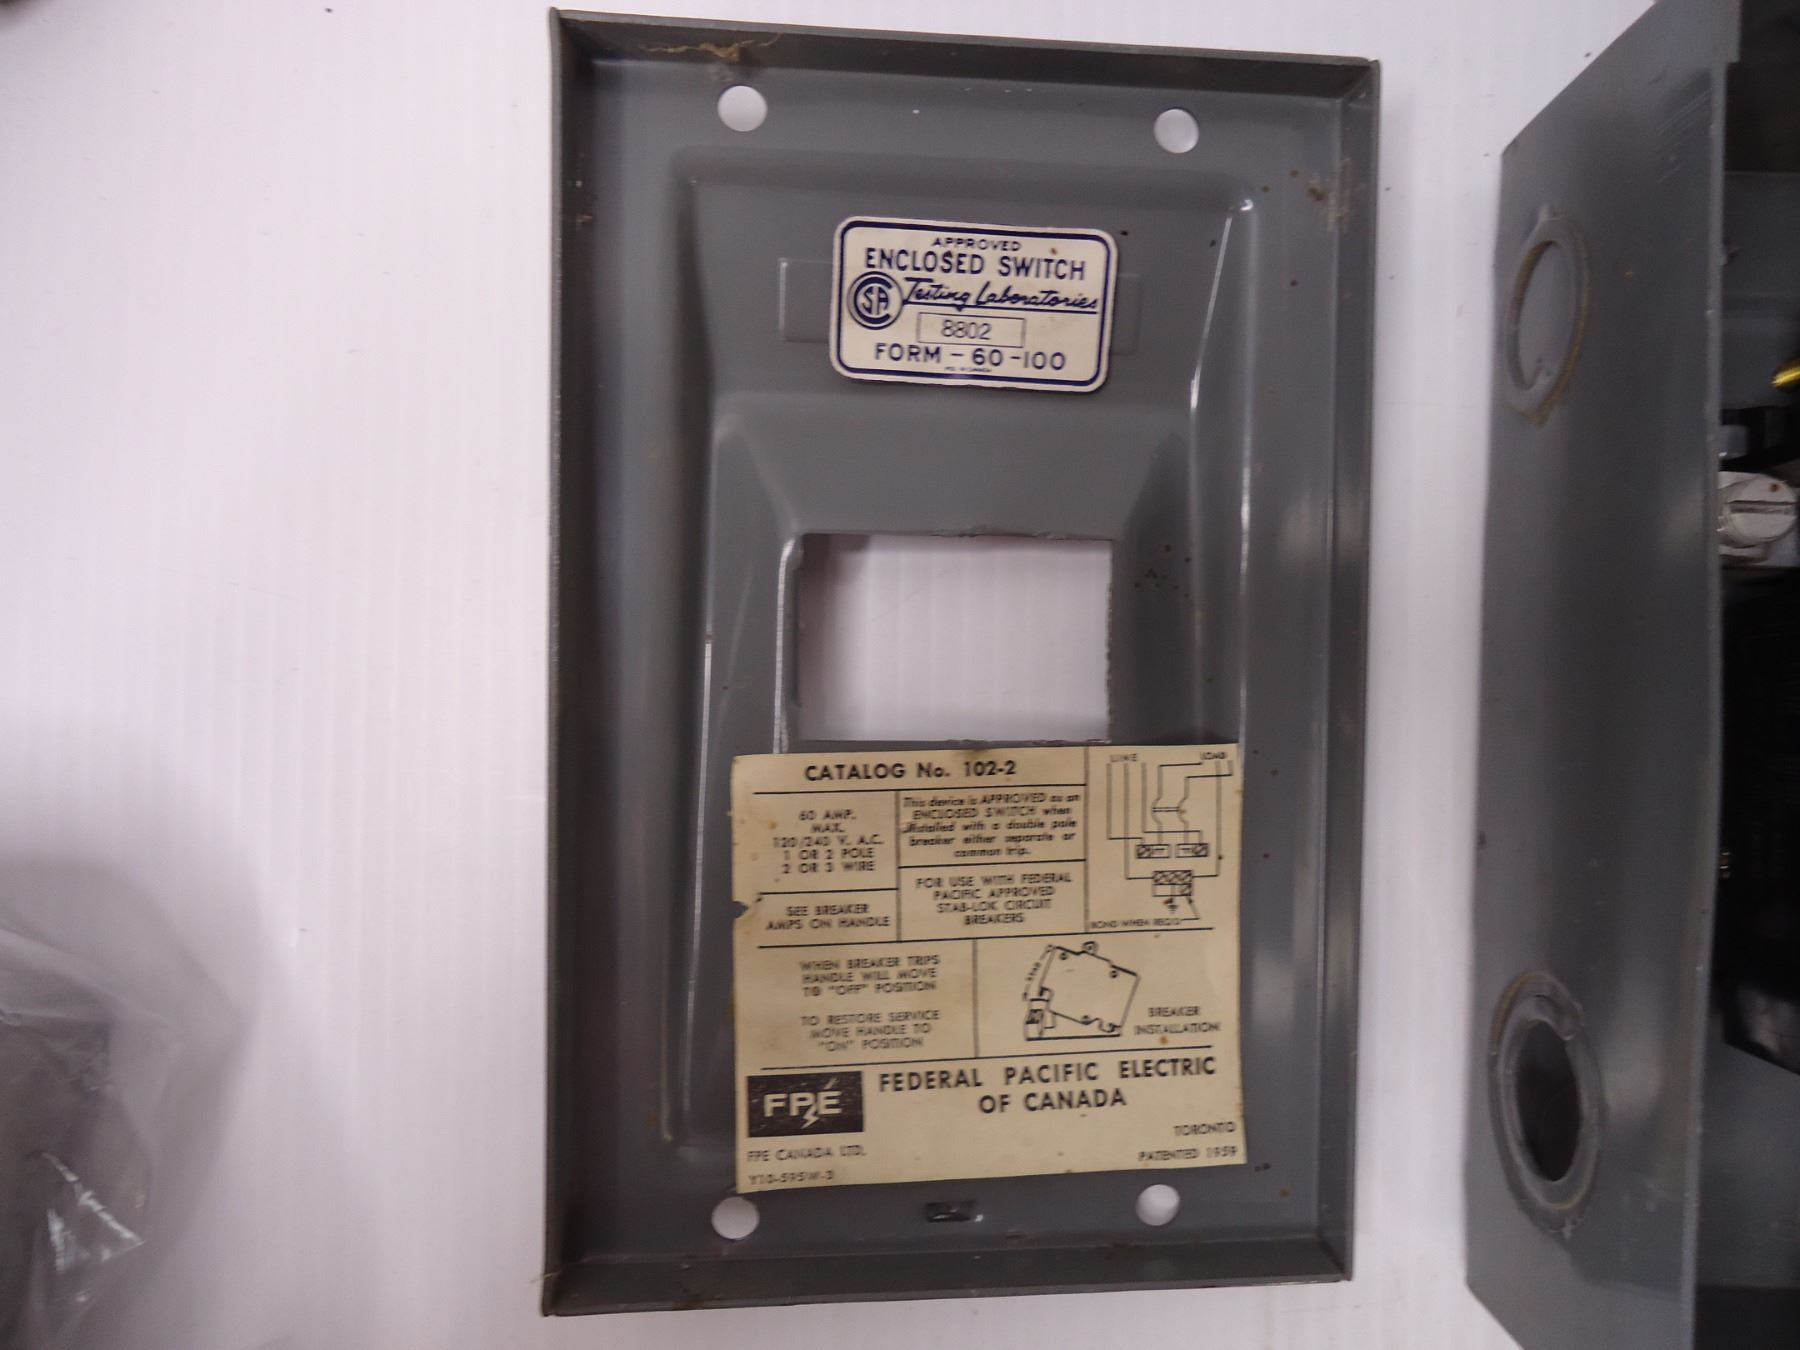 APPROVED
ENCLOSED SWITCH
CSA Testing Laboratories
8802
FORM - 60 - 100
CATALOG No. 102-2
60 AMP.
MAX.
120/240 V. A.C.
1 OR 2 POLE
2 OR 3 WIRE
This device is APPROVED as an
ENCLOSED SWITCH when
installed with a double pole
breaker either separate or
common trip.
LINE LOAD
SEE BREAKER
AMPS ON HANDLE
FOR USE WITH FEDERAL
PACIFIC APPROVED
STAB-LOK CIRCUIT
BREAKERS
BOND WHEN REQ'D
WHEN BREAKER TRIPS
HANDLE WILL MOVE
TO "OFF" POSITION
TO RESTORE SERVICE
MOVE HANDLE TO
"ON" POSITION
BREAKER
INSTALLATION
FPE
FEDERAL PACIFIC ELECTRIC
OF CANADA
TORONTO
FPE CANADA LTD.
PATENTED 1959
Y10-595W-3